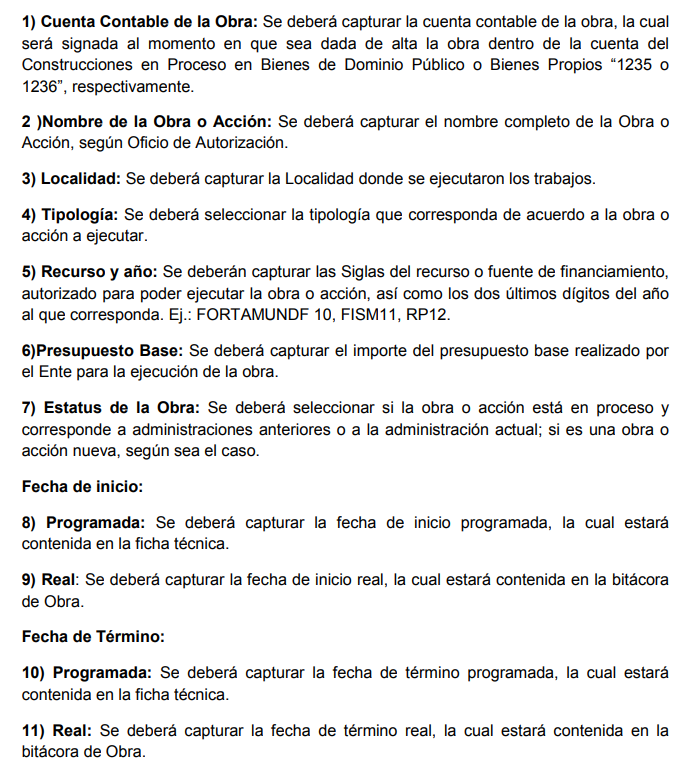 1) Cuenta Contable de la Obra: Se deberá capturar la cuenta contable de la obra, la cual
será signada al momento en que sea dada de alta la obra dentro de la cuenta del
Construcciones en Proceso en Bienes de Dominio Público o Bienes Propios “1235 o
1236”, respectivamente.
2 )Nombre de la Obra o Acción: Se deberá capturar el nombre completo de la Obra o
Acción, según Oficio de Autorización.
3) Localidad: Se deberá capturar la Localidad donde se ejecutaron los trabajos.
4) Tipología: Se deberá seleccionar la tipología que corresponda de acuerdo a la obra o
acción a ejecutar.
5) Recurso y año: Se deberán capturar las Siglas del recurso o fuente de financiamiento,
autorizado para poder ejecutar la obra o acción, así como los dos últimos dígitos del año
al que corresponda. Ej.: FORTAMUNDF 10, FISM11, RP12.
6)Presupuesto Base: Se deberá capturar el importe del presupuesto base realizado por
el Ente para la ejecución de la obra.
7) Estatus de la Obra: Se deberá seleccionar si la obra o acción está en proceso y
corresponde a administraciones anteriores o a la administración actual; si es una obra o
acción nueva, según sea el caso.
Fecha de inicio:
8) Programada: Se deberá capturar la fecha de inicio programada, la cual estará
contenida en la ficha técnica.
9) Real: Se deberá capturar la fecha de inicio real, la cual estará contenida en la bitácora
de Obra.
Fecha de Término:
10) Programada: Se deberá capturar la fecha de término programada, la cual estará
contenida en la ficha técnica.
11) Real: Se deberá capturar la fecha de término real, la cual estará contenida en la
bitácora de Obra.